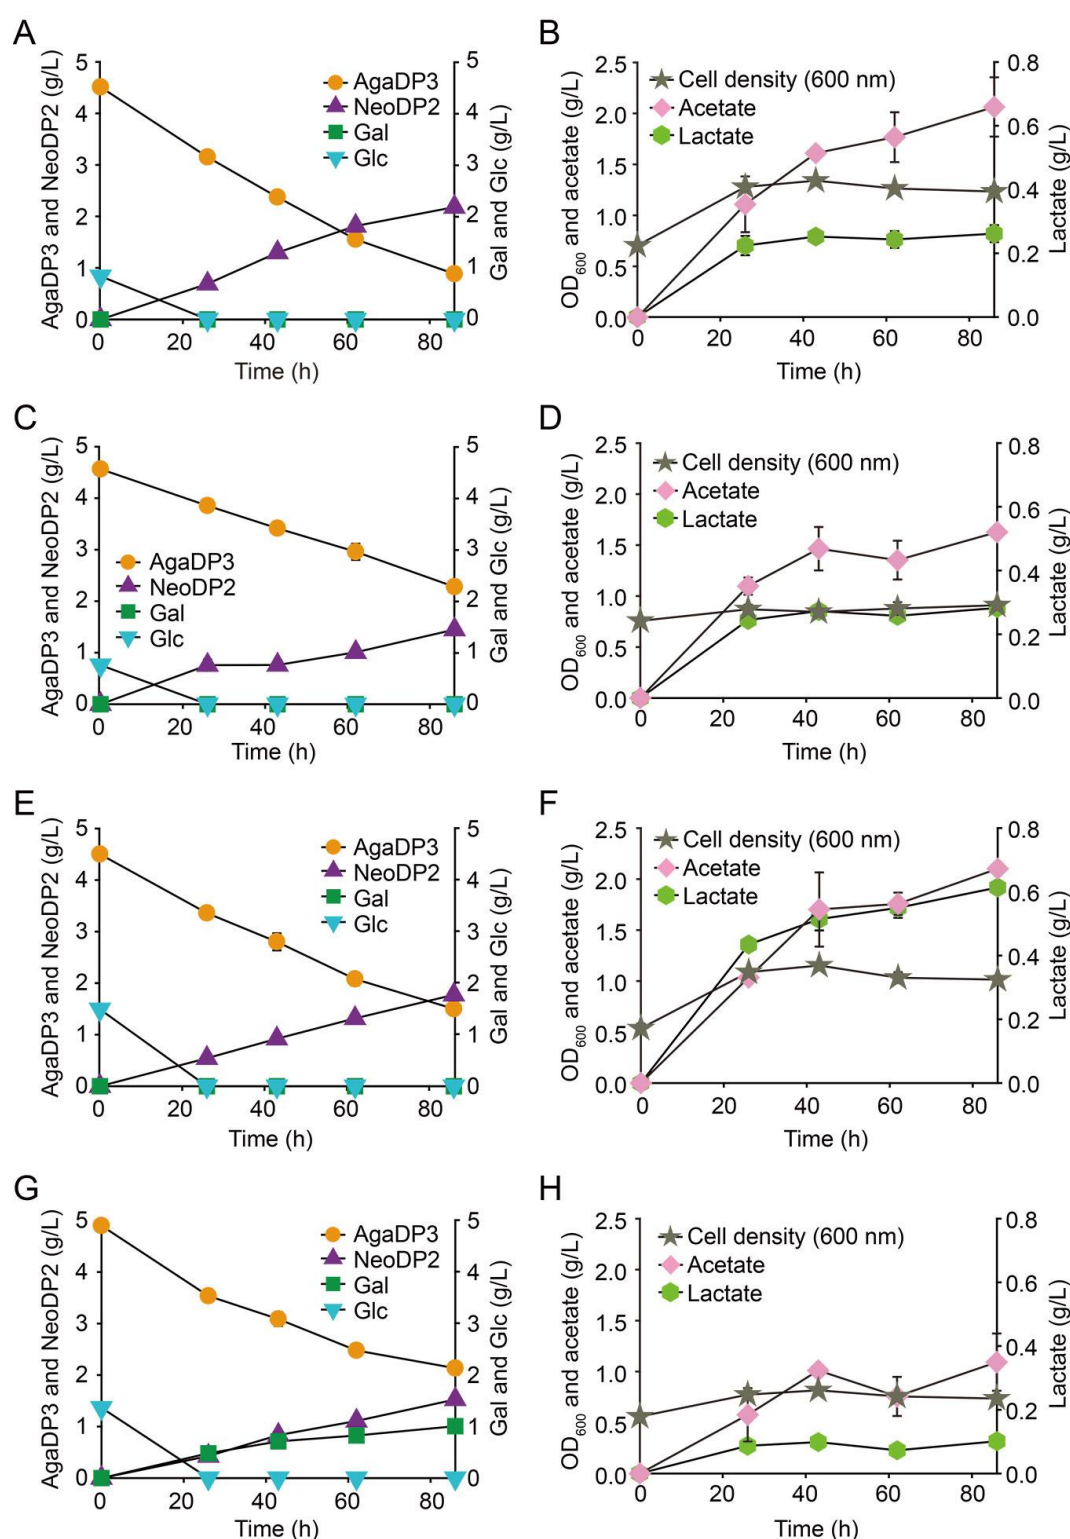 A
AgaDP3 and NeoDP2 (g/L)
5
4
3
2
1
0
AgaDP3
NeoDP2
Gal
Glc
5
4
3
2
1
0
Gal and Glc (g/L)
0 20 40 60 80
Time (h)
B
OD600 and acetate (g/L)
2.5
2.0
1.5
1.0
0.5
0.0
Cell density (600 nm)
Acetate
Lactate
0.8
0.6
0.4
0.2
0.0
Lactate (g/L)
0 20 40 60 80
Time (h)
C
AgaDP3 and NeoDP2 (g/L)
5
4
3
2
1
0
AgaDP3
NeoDP2
Gal
Glc
5
4
3
2
1
0
Gal and Glc (g/L)
0 20 40 60 80
Time (h)
D
OD600 and acetate (g/L)
2.5
2.0
1.5
1.0
0.5
0.0
Cell density (600 nm)
Acetate
Lactate
0.8
0.6
0.4
0.2
0.0
Lactate (g/L)
0 20 40 60 80
Time (h)
E
AgaDP3 and NeoDP2 (g/L)
5
4
3
2
1
0
AgaDP3
NeoDP2
Gal
Glc
5
4
3
2
1
0
Gal and Glc (g/L)
0 20 40 60 80
Time (h)
F
OD600 and acetate (g/L)
2.5
2.0
1.5
1.0
0.5
0.0
Cell density (600 nm)
Acetate
Lactate
0.8
0.6
0.4
0.2
0.0
Lactate (g/L)
0 20 40 60 80
Time (h)
G
AgaDP3 and NeoDP2 (g/L)
5
4
3
2
1
0
AgaDP3
NeoDP2
Gal
Glc
5
4
3
2
1
0
Gal and Glc (g/L)
0 20 40 60 80
Time (h)
H
OD600 and acetate (g/L)
2.5
2.0
1.5
1.0
0.5
0.0
Cell density (600 nm)
Acetate
Lactate
0.8
0.6
0.4
0.2
0.0
Lactate (g/L)
0 20 40 60 80
Time (h)